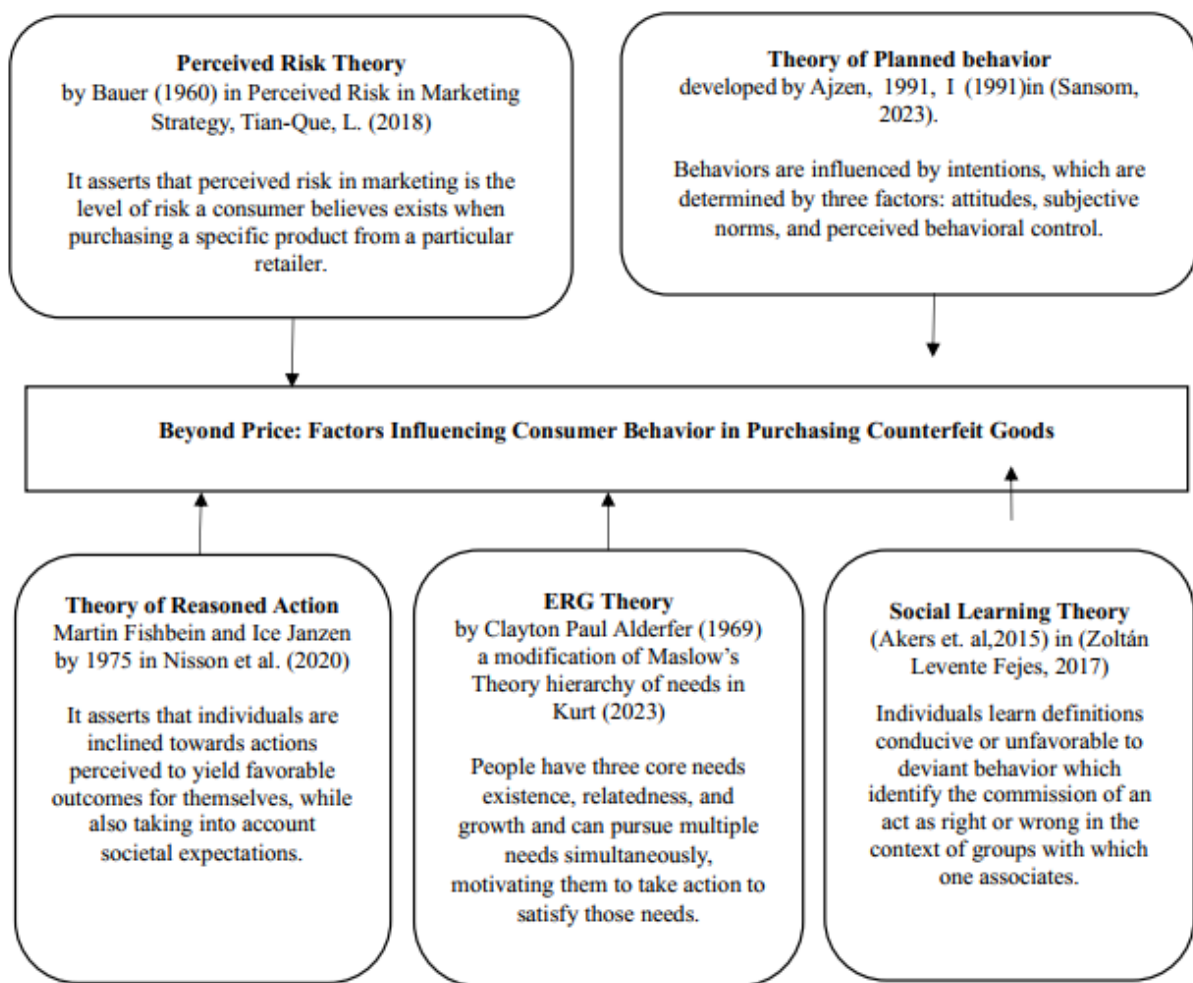 Perceived Risk Theory
by Bauer (1960) in Perceived Risk in Marketing
Strategy, Tian-Que, L. (2018)
It asserts that perceived risk in marketing is the
level of risk a consumer believes exists when
purchasing a specific product from a particular
retailer.
Theory of Planned behavior
developed by Ajzen, 1991, I (1991)in (Sansom,
2023).
Behaviors are influenced by intentions, which are
determined by three factors: attitudes, subjective
norms, and perceived behavioral control.
Beyond Price: Factors Influencing Consumer Behavior in Purchasing Counterfeit Goods
Theory of Reasoned Action
Martin Fishbein and Ice Janzen
by 1975 in Nisson et al. (2020)
It asserts that individuals are
inclined towards actions
perceived to yield favorable
outcomes for themselves, while
also taking into account
societal expectations.
ERG Theory
by Clayton Paul Alderfer (1969)
a modification of Maslow’s
Theory hierarchy of needs in
Kurt (2023)
People have three core needs
existence, relatedness, and
growth and can pursue multiple
needs simultaneously,
motivating them to take action to
satisfy those needs.
Social Learning Theory
(Akers et. al,2015) in (Zoltán
Levente Fejes, 2017)
Individuals learn definitions
conducive or unfavorable to
deviant behavior which
identify the commission of an
act as right or wrong in the
context of groups with which
one associates.